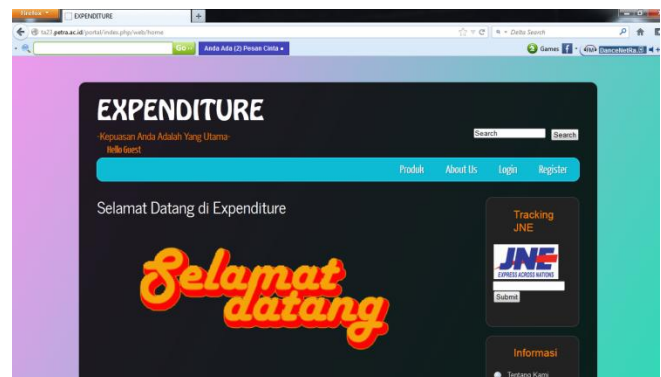 Firefox
EXPENDITURE
ta23.petra.ac.id/portal/index.php/web/home
Delta Search
Go
Anda Ada (2) Pesan Cinta
Games
DanceNetRa
EXPENDITURE
-Kepuasan Anda Adalah Yang Utama-
Hello Guest
Search
Search
Produk About Us Login Register
Selamat Datang di Expenditure
Selamat
datang
Tracking
JNE
JNE
EXPRESS ACROSS NATIONS
Submit
Informasi
Tentang Kami